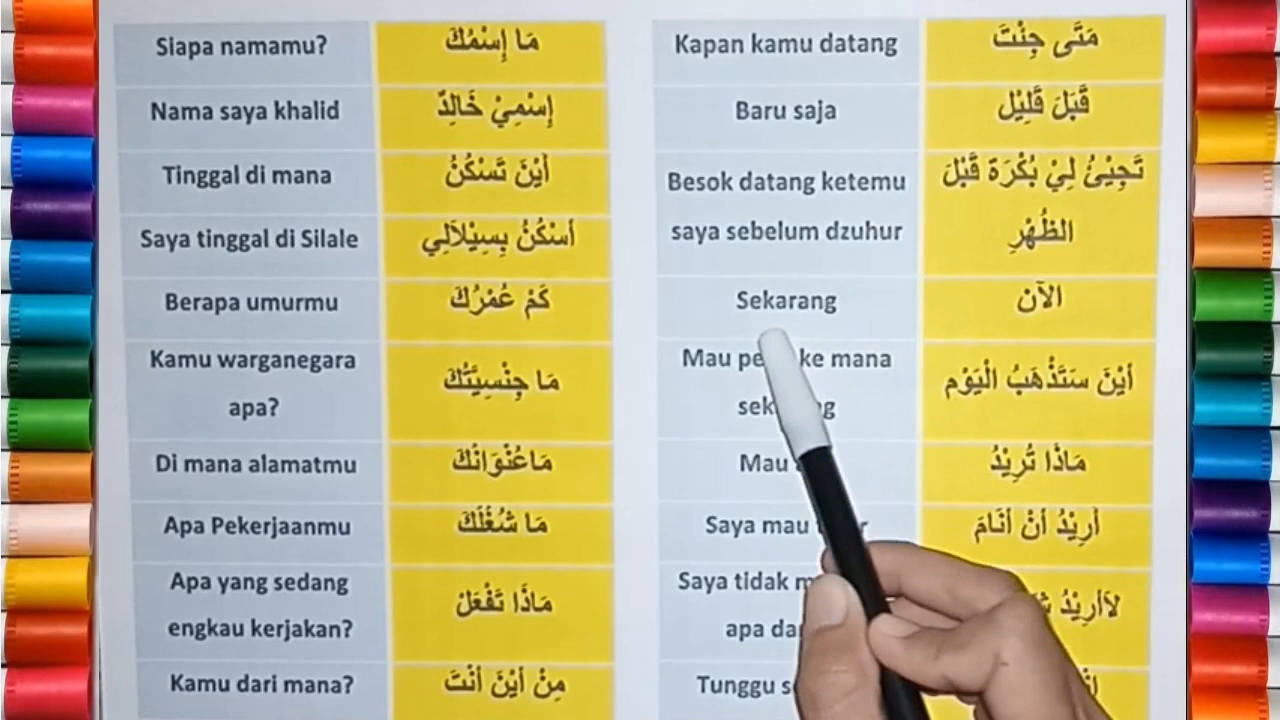 Siapa namamu? مَا إِسْمُكَ
Nama saya khalid إِسْمِيْ خَالِدٌ
Tinggal di mana أَيْنَ تَسْكُنُ
Saya tinggal di Silale أَسْكُنُ بِسِيْلَالَي
Berapa umurmu كَمْ عُمْرُكَ
Kamu warganegara
apa? مَا جِنْسِيَّتُكَ
Di mana alamatmu مَاعُنْوَانُكَ
Apa Pekerjaanmu مَا شُغْلُكَ
Apa yang sedang
engkau kerjakan? مَاذَا تَفْعَلْ
Kamu dari mana? مِنْ أَيْنَ أَنْتَ
Kapan kamu datang مَتَى جِئْتَ
Baru saja قَبَلَ قَلِيْل
Besok datang ketemu تَجِيْئُ لِيْ بُكْرَة قَبْلَ
saya sebelum dzuhur الظُهْرِ
Sekarang الآن
Mau ke mana
أَيْنَ سَتَذْهَبُ الْيَوْم
Mau مَاذَا تُرِيْدُ
Saya mau أُرِيْدُ أَنْ أَنَامَ
Saya tidak
apa لاَأُرِيْدُ
Tunggu